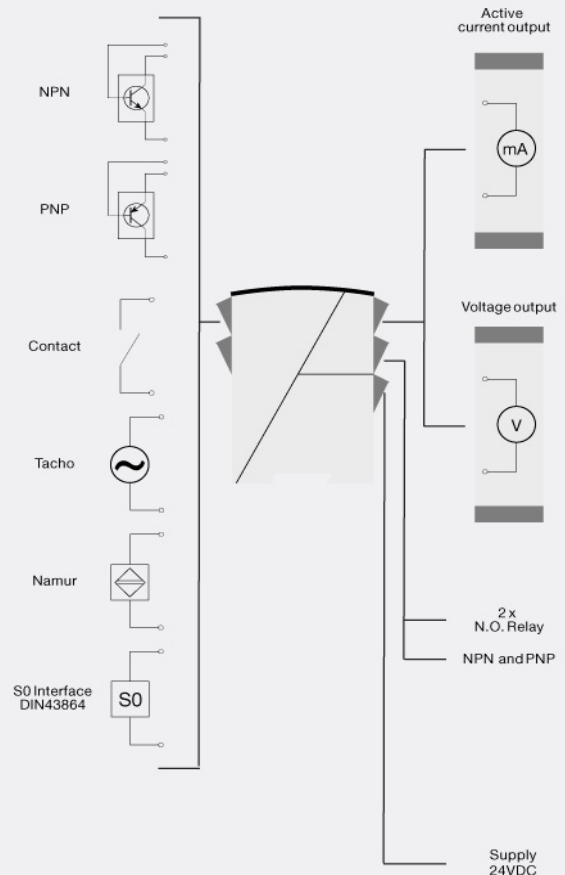 NPN
PNP
Contact
Tacho
Namur
S0 Interface
DIN43864
S0
Active
current output
mA
Voltage output
V
2 x
N.O. Relay
NPN and PNP
Supply
24VDC